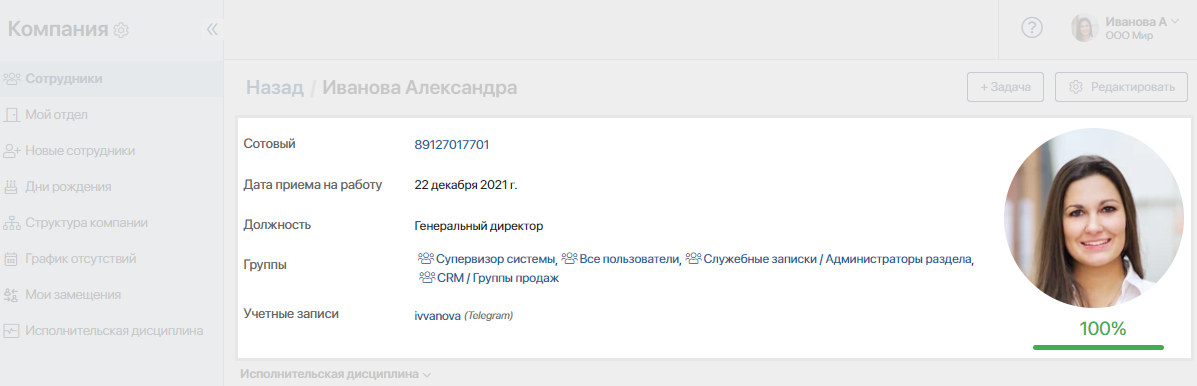 Компания
Иванова А
ООО Мир
Сотрудники
Мой отдел
Новые сотрудники
Дни рождения
Структура компании
График отсутствий
Мои замещения
Исполнительская дисциплина
Назад / Иванова Александра
+ Задача
Редактировать
Сотовый 89127017701
Дата приема на работу 22 декабря 2021 г.
Должность Генеральный директор
Группы Супервизор системы, Все пользователи, Служебные записки / Администраторы раздела,
CRM / Группы продаж
Учетные записи ivvanova (Telegram)
100%
Исполнительская дисциплина